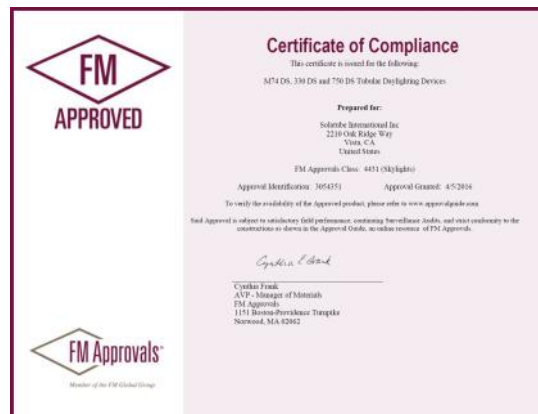 FM
APPROVED
Certificate of Compliance
This certificate is issued for the following:
M74 DS, 330 DS and 750 DS Tubular Daylighting Devices
Prepared for:
Solatube International Inc
2210 Oak Ridge Way
Vista, CA
United States
FM Approvals Class: 4451 (Skylights)
Approval Identification: 3054351 Approval Granted: 4/5/2016
To verify the availability of the Approved product, please refer to www.approvalguide.com
Said Approval is subject to satisfactory field performance, continuing Surveillance Audits, and strict conformity to the
constructions as shown in the Approval Guide, an online resource of FM Approvals.
Cynthia E Frank
Cynthia Frank
AVP - Manager of Materials
FM Approvals
1151 Boston-Providence Turnpike
Norwood, MA 02062
FM Approvals
Member of the FM Global Group